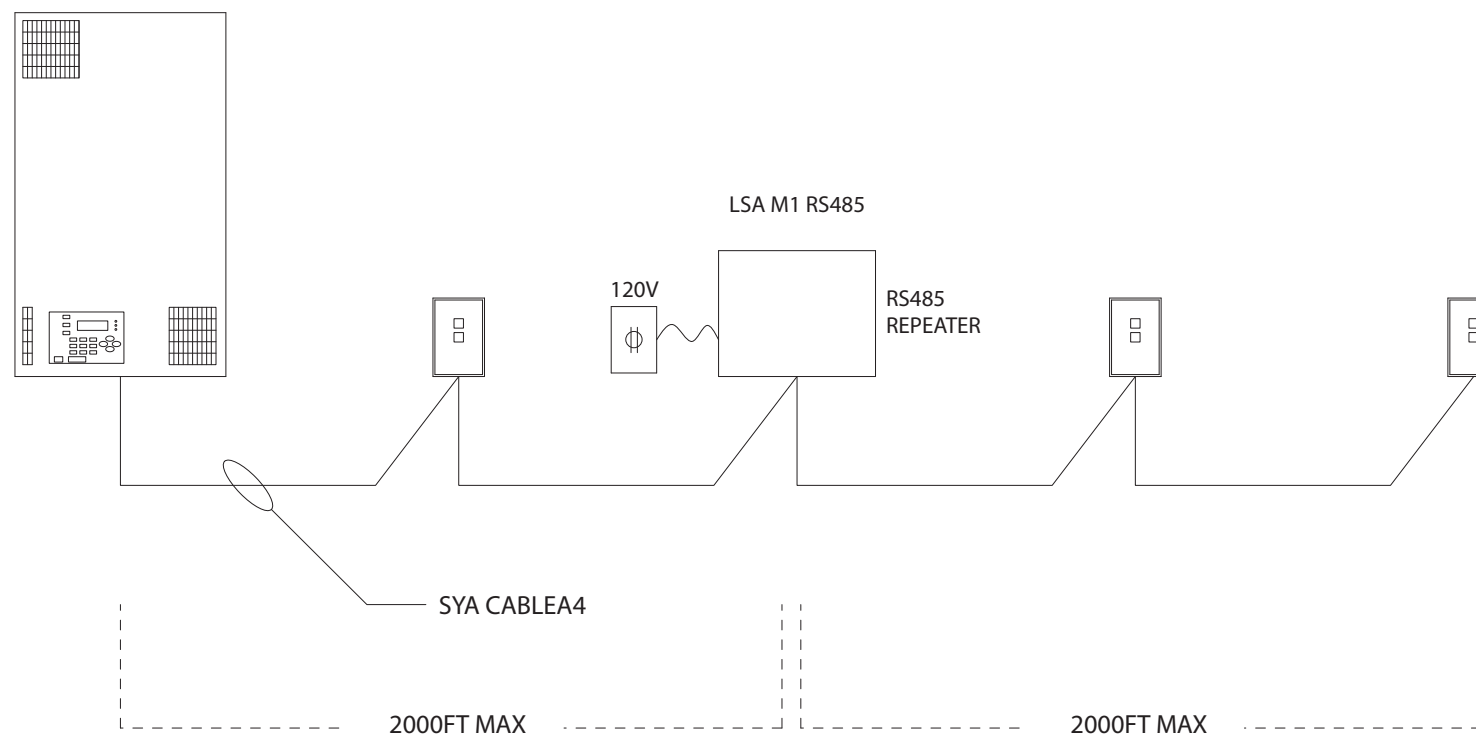 LSA M1 RS485
120V
RS485
REPEATER
SYA CABLEA4
2000FT MAX
2000FT MAX